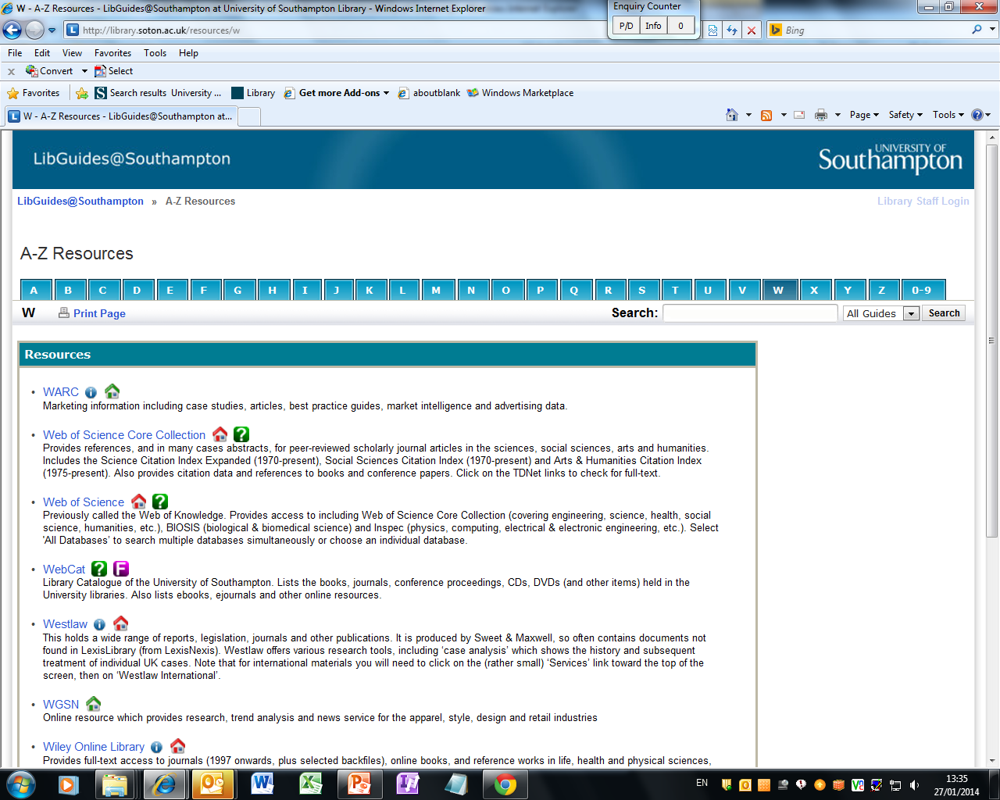 W - A-Z Resources - LibGuides@Southampton at University of Southampton Library - Windows Internet Explorer
Enquiry Counter
P/D Info 0
http://library.soton.ac.uk/resources/w
Bing
File Edit View Favorites Tools Help
x Convert Select
Favorites Search results University ... Library Get more Add-ons aboutblank Windows Marketplace
W - A-Z Resources - LibGuides@Southampton at...
Page Safety Tools
LibGuides@Southampton
UNIVERSITY OF
Southampton
LibGuides@Southampton » A-Z Resources
Library Staff Login
A-Z Resources
A B C D E F G H I J K L M N O P Q R S T U V W X Y Z 0-9
W Print Page Search: All Guides Search
Resources
• WARC
Marketing information including case studies, articles, best practice guides, market intelligence and advertising data.
• Web of Science Core Collection
Provides references, and in many cases abstracts, for peer-reviewed scholarly journal articles in the sciences, social sciences, arts and humanities.
Includes the Science Citation Index Expanded (1970-present), Social Sciences Citation Index (1970-present) and Arts & Humanities Citation Index
(1975-present). Also provides citation data and references to books and conference papers. Click on the TDNet links to check for full-text.
• Web of Science
Previously called the Web of Knowledge. Provides access to including Web of Science Core Collection (covering engineering, science, health, social
science, humanities, etc.), BIOSIS (biological & biomedical science) and Inspec (physics, computing, electrical & electronic engineering, etc.). Select
'All Databases' to search multiple databases simultaneously or choose an individual database.
• WebCat
Library Catalogue of the University of Southampton. Lists the books, journals, conference proceedings, CDs, DVDs (and other items) held in the
University libraries. Also lists ebooks, ejournals and other online resources.
• Westlaw
This holds a wide range of reports, legislation, journals and other publications. It is produced by Sweet & Maxwell, so often contains documents not
found in LexisLibrary (from LexisNexis). Westlaw offers various research tools, including ‘case analysis’ which shows the history and subsequent
treatment of individual UK cases. Note that for international materials you will need to click on the (rather small) ‘Services’ link toward the top of the
screen, then on ‘Westlaw International’.
• WGSN
Online resource which provides research, trend analysis and news service for the apparel, style, design and retail industries
• Wiley Online Library
Provides full-text access to journals (1997 onwards, plus selected backfiles), online books, and reference works in life, health and physical sciences,
EN
13:35
27/01/2014